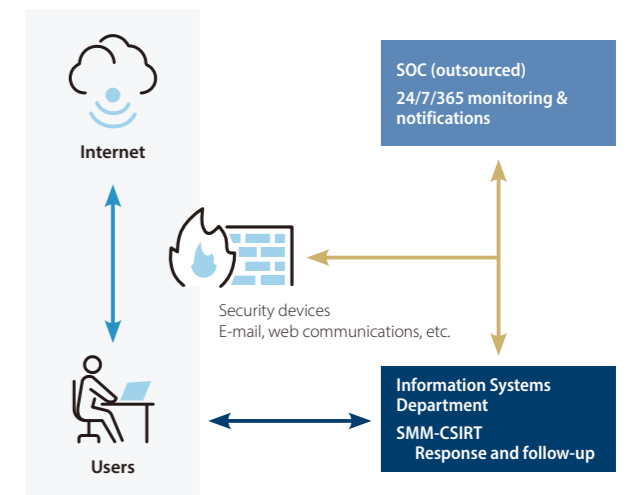 SOC (outsourced)
24/7/365 monitoring &
notifications
Internet
Security devices
E-mail, web communications, etc.
Information Systems
Department
SMM-CSIRT
Response and follow-up
Users